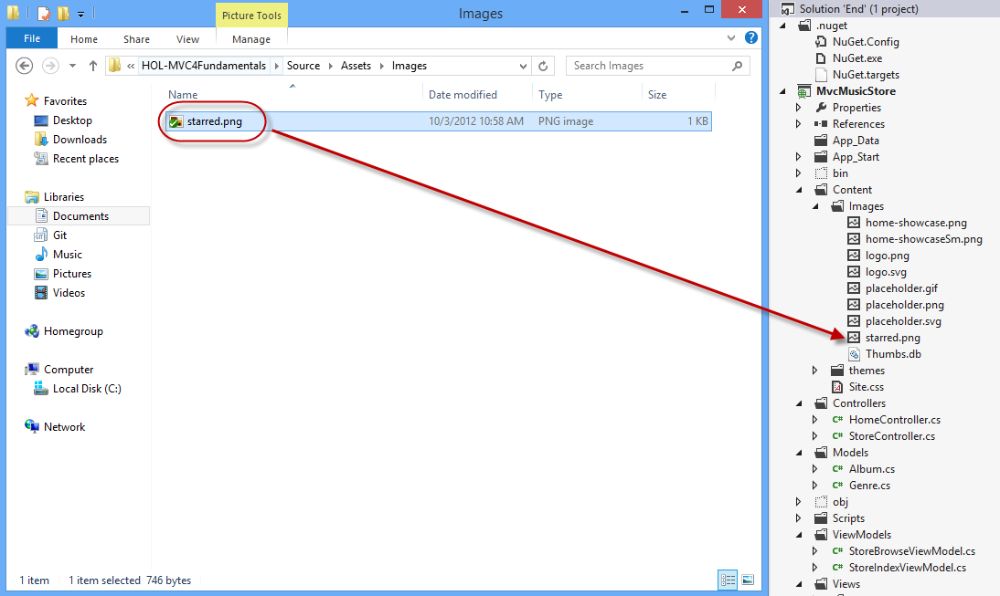 Picture Tools
Images
File
Home
Share
View
Manage
« HOL-MVC4Fundamentals
Source
Assets
Images
Search Images
Name
Date modified
Type
Size
starred.png
10/3/2012 10:58 AM
PNG image
1 KB
Favorites
Desktop
Downloads
Recent places
Libraries
Documents
Git
Music
Pictures
Videos
Homegroup
Computer
Local Disk (C:)
Network
1 item
1 item selected 746 bytes
Solution 'End' (1 project)
.nuget
NuGet.Config
NuGet.exe
NuGet.targets
MvcMusicStore
Properties
References
App_Data
App_Start
bin
Content
Images
home-showcase.png
home-showcaseSm.png
logo.png
logo.svg
placeholder.gif
placeholder.png
placeholder.svg
starred.png
Thumbs.db
themes
Site.css
Controllers
C# HomeController.cs
C# StoreController.cs
Models
C# Album.cs
C# Genre.cs
obj
Scripts
ViewModels
C# StoreBrowseViewModel.cs
C# StoreIndexViewModel.cs
Views